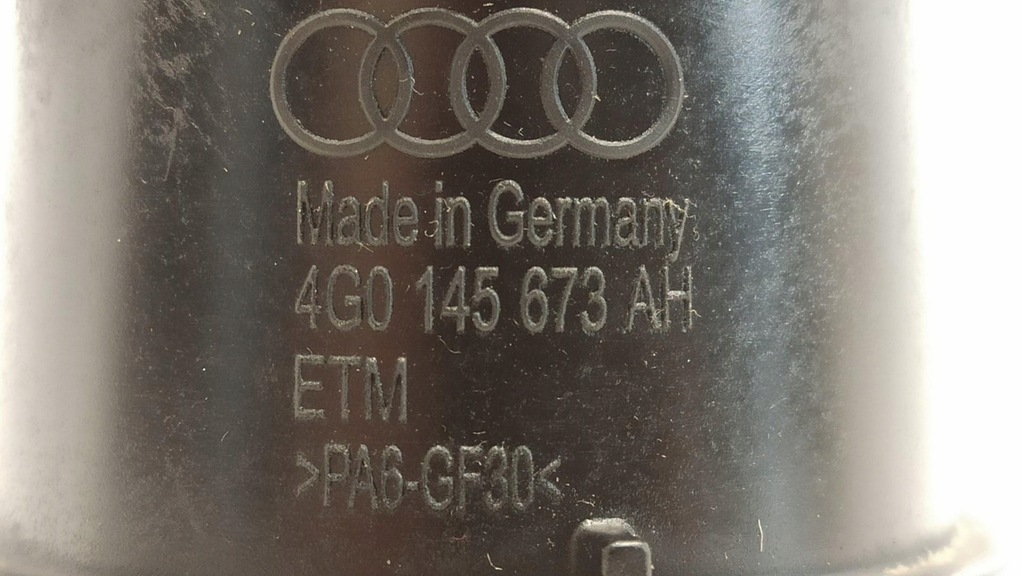 Made in Germany
4G0 145 673 AH
ETM
>PA6-GF30<